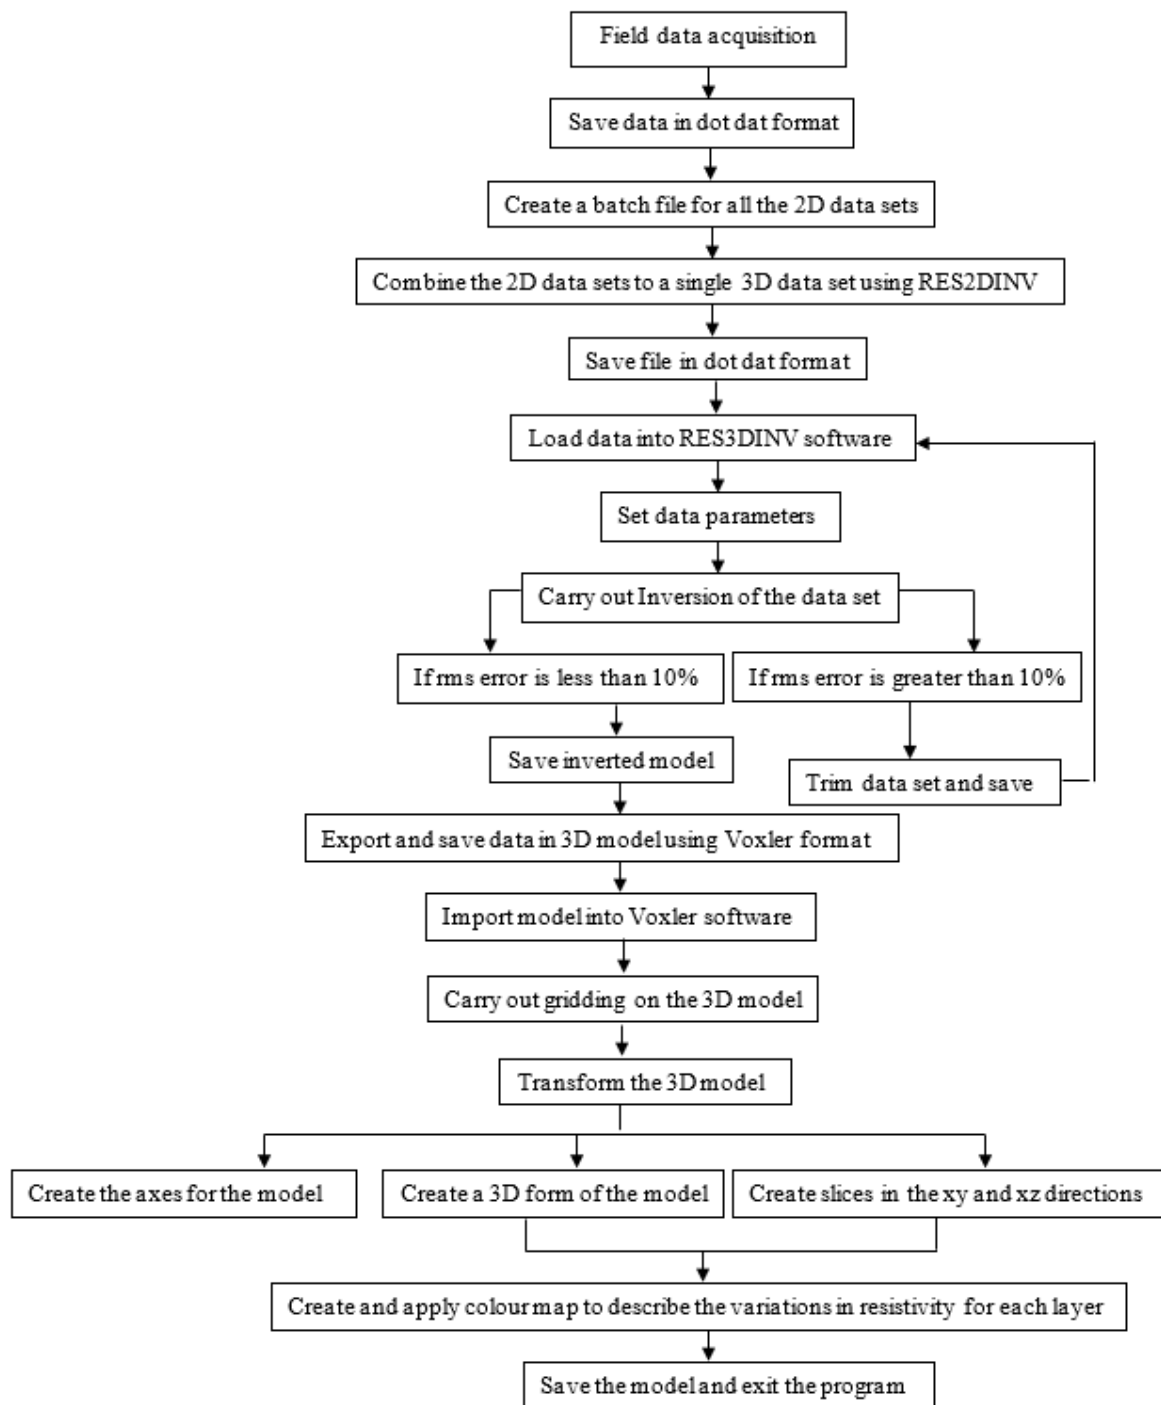 Field data acquisition
Save data in dot dat format
Create a batch file for all the 2D data sets
Combine the 2D data sets to a single 3D data set using RES2DINV
Save file in dot dat format
Load data into RES3DINV software
Set data parameters
Carry out Inversion of the data set
If rms error is less than 10%
If rms error is greater than 10%
Save inverted model
Trim data set and save
Export and save data in 3D model using Voxler format
Import model into Voxler software
Carry out gridding on the 3D model
Transform the 3D model
Create the axes for the model
Create a 3D form of the model
Create slices in the xy and xz directions
Create and apply colour map to describe the variations in resistivity for each layer
Save the model and exit the program